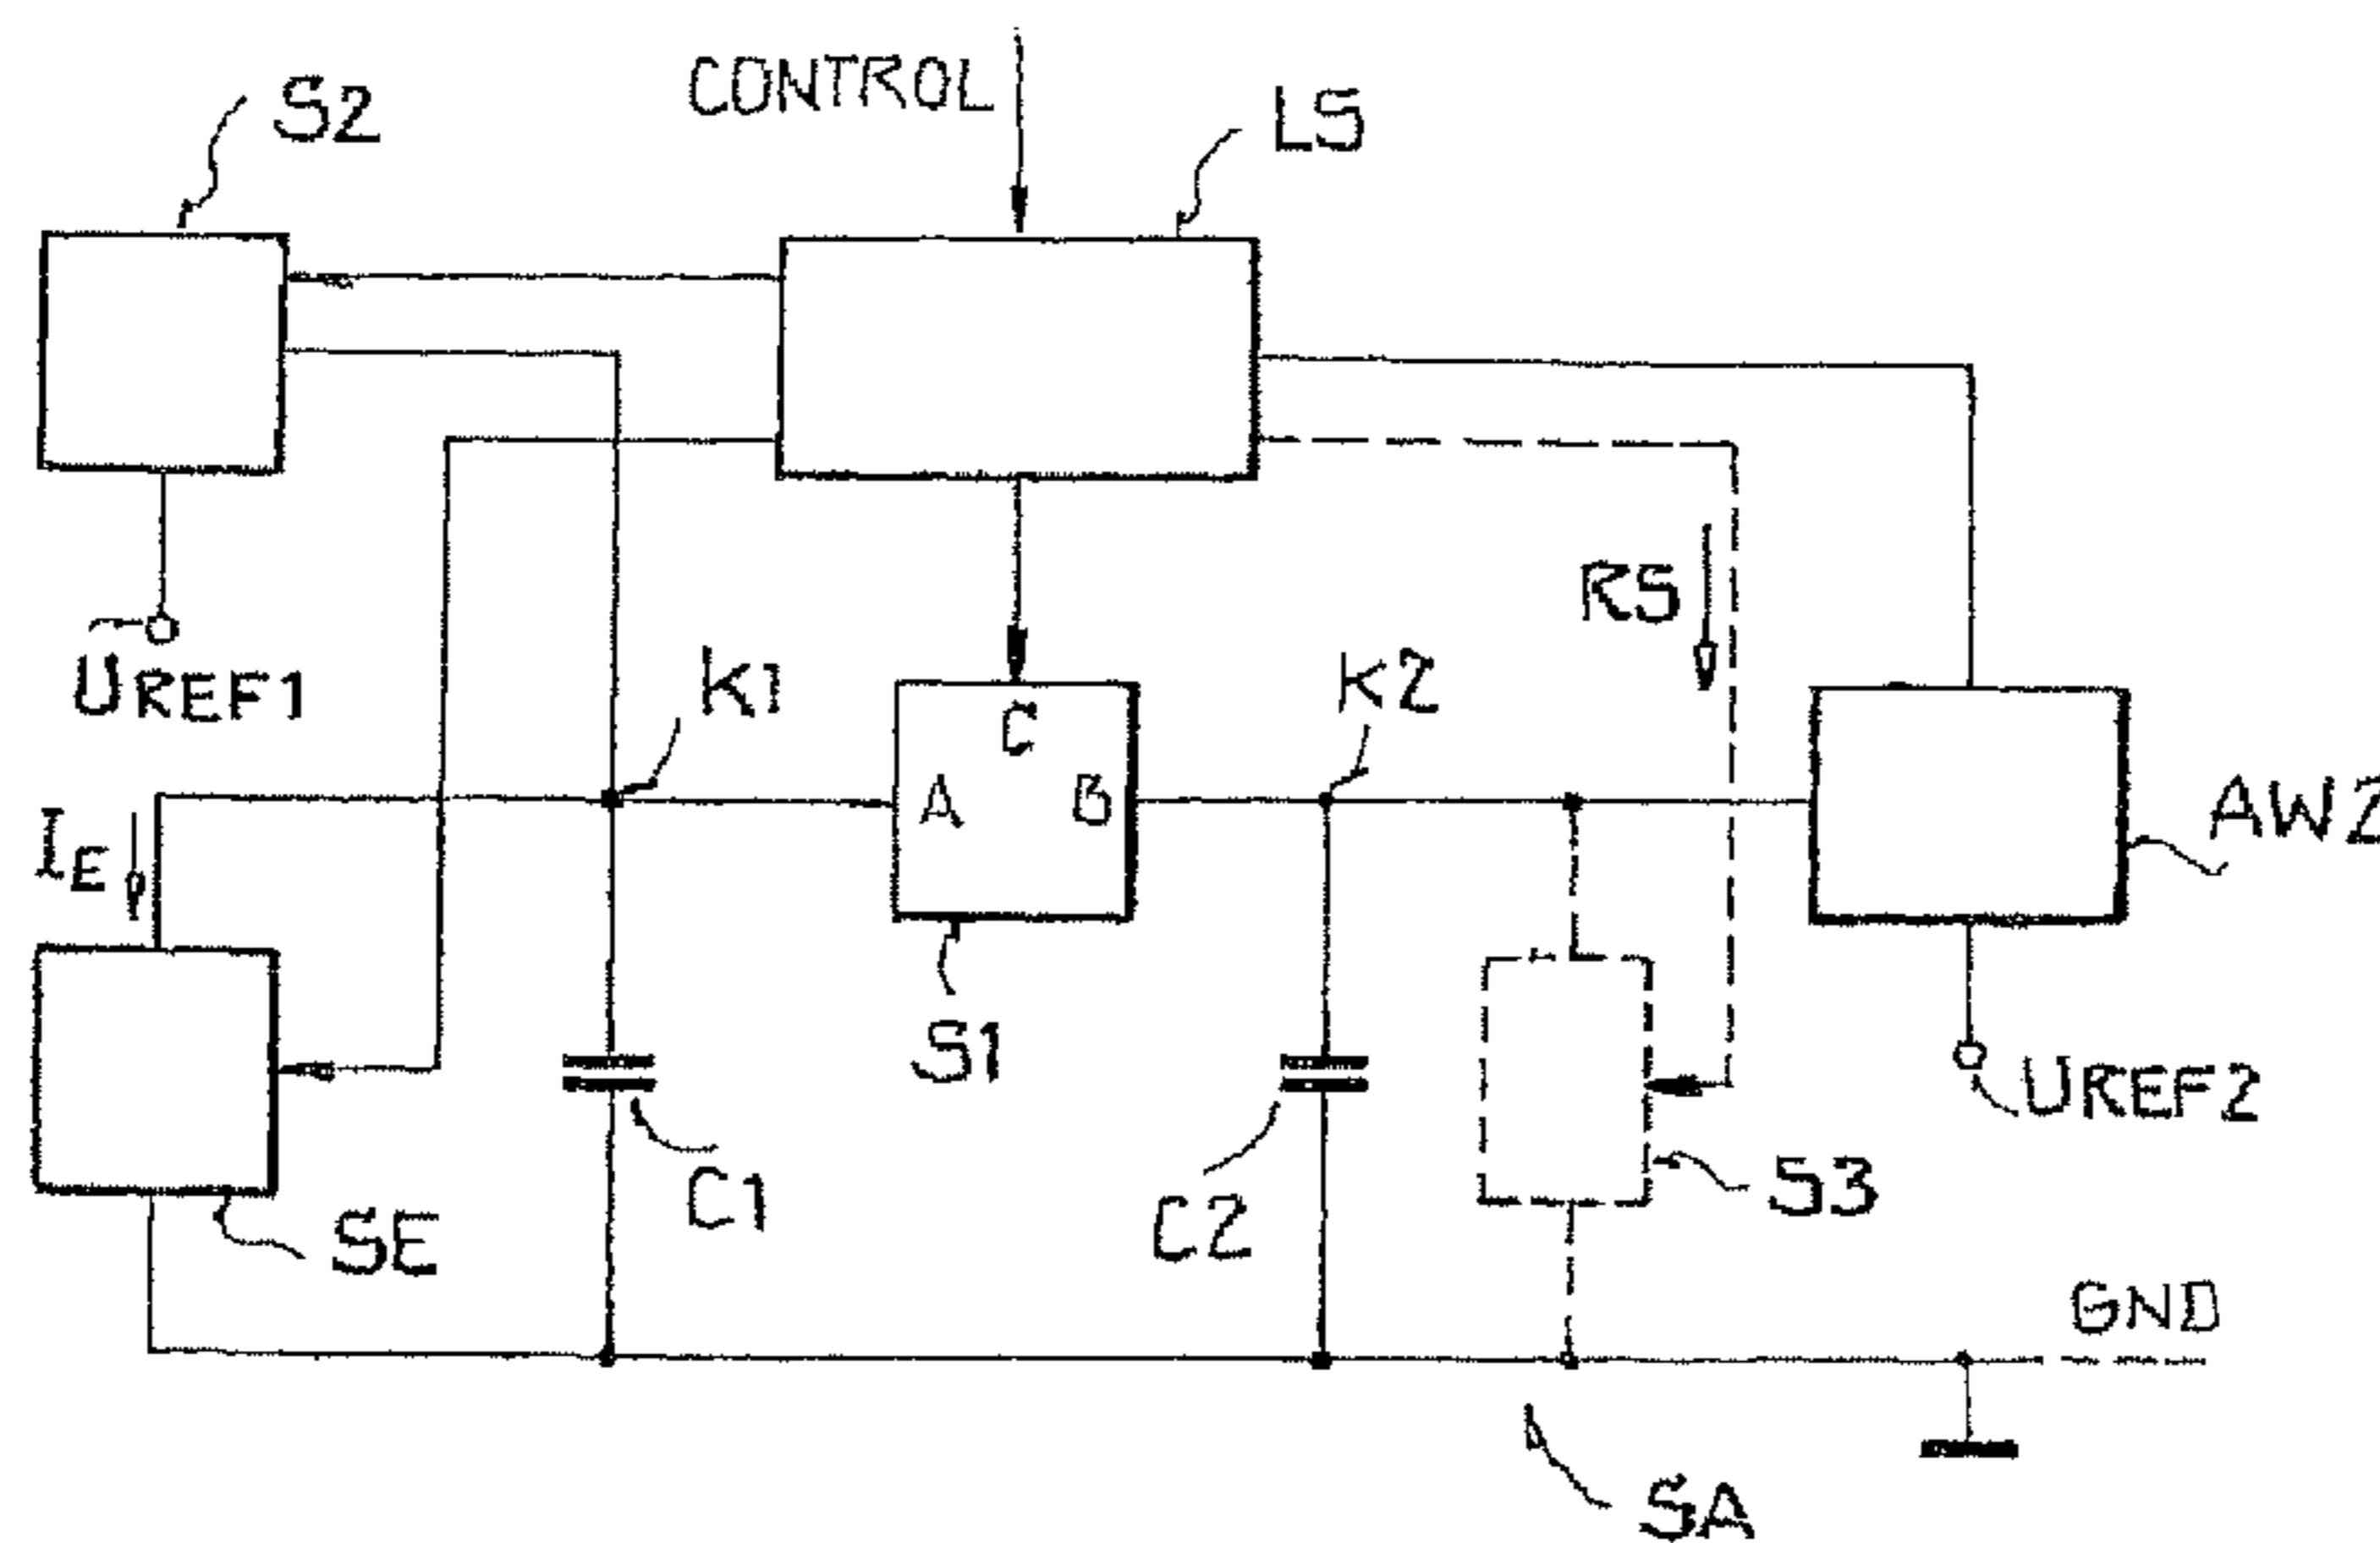 CONTROL
S2
LS
RS
UREF1
K1
K2
C
A
B
IE
AWZ
S1
UREF2
C1
S3
C2
SE
GND
SA